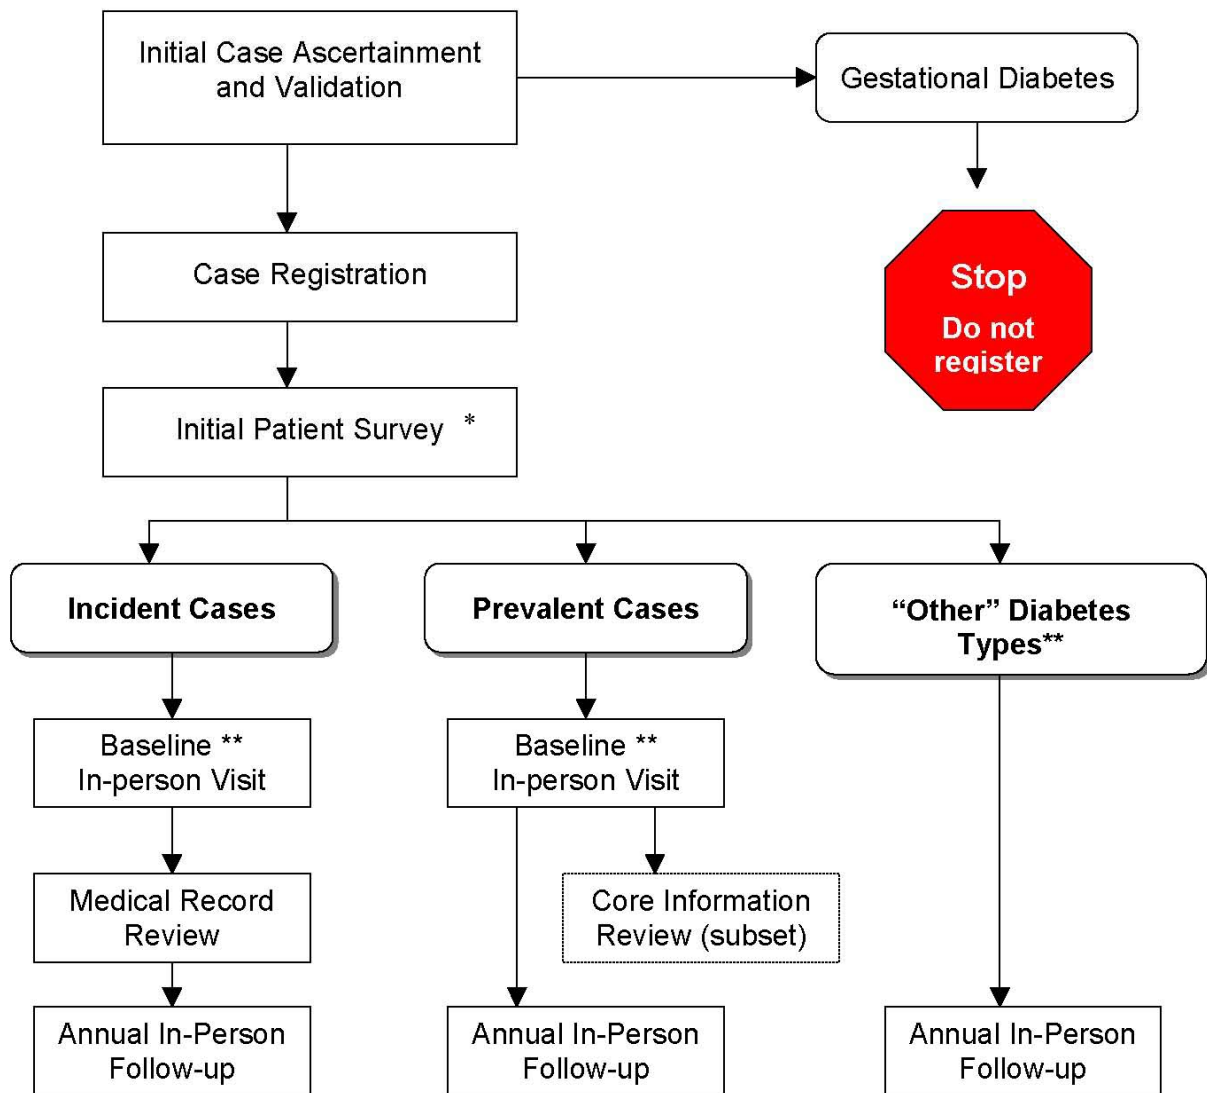 Initial Case Ascertainment
and Validation
Gestational Diabetes
Case Registration
Stop
Do not
register
Initial Patient Survey *
Incident Cases
Prevalent Cases
“Other” Diabetes
Types**
Baseline **
In-person Visit
Baseline **
In-person Visit
Medical Record
Review
Core Information
Review (subset)
Annual In-Person
Follow-up
Annual In-Person
Follow-up
Annual In-Person
Follow-up